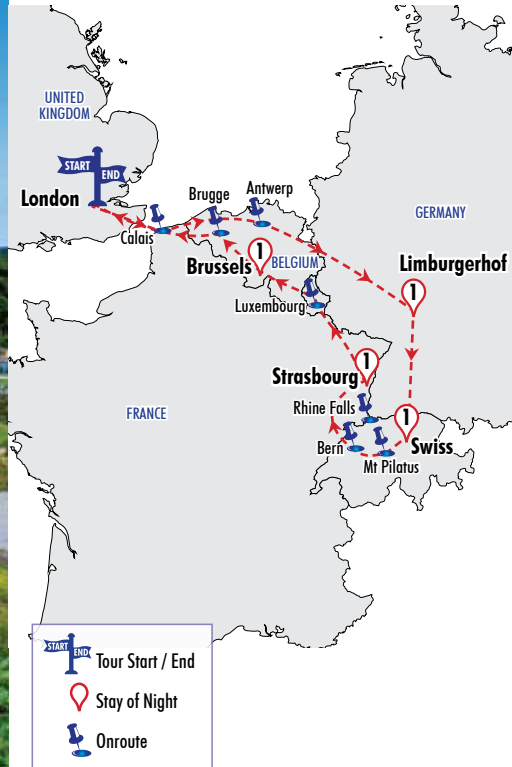 UNITED
KINGDOM
START
END
London
Calais
Brugge
Antwerp
GERMANY
1
Brussels
BELGIUM
Limburgerhof
1
Luxembourg
1
Strasbourg
Rhine Falls
1
FRANCE
Bern
Swiss
Mt Pilatus
START
END
Tour Start / End
Stay of Night
Onroute